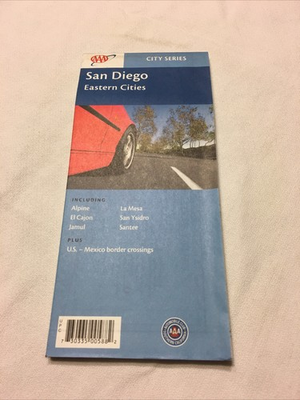 AAA
CITY SERIES
San Diego
Eastern Cities
INCLUDING
Alpine La Mesa
El Cajon San Ysidro
Jamul Santee
PLUS
U.S. – Mexico border crossings